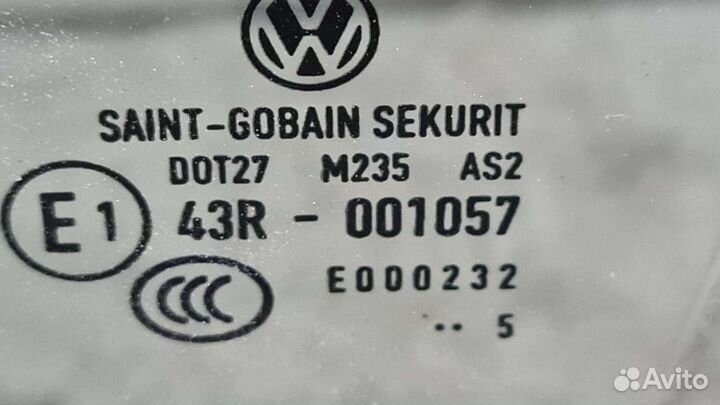 SAINT-GOBAIN SEKURIT
DOT27 M235 AS2
E1 43R - 001057
CCC E000232
.. 5
Avito